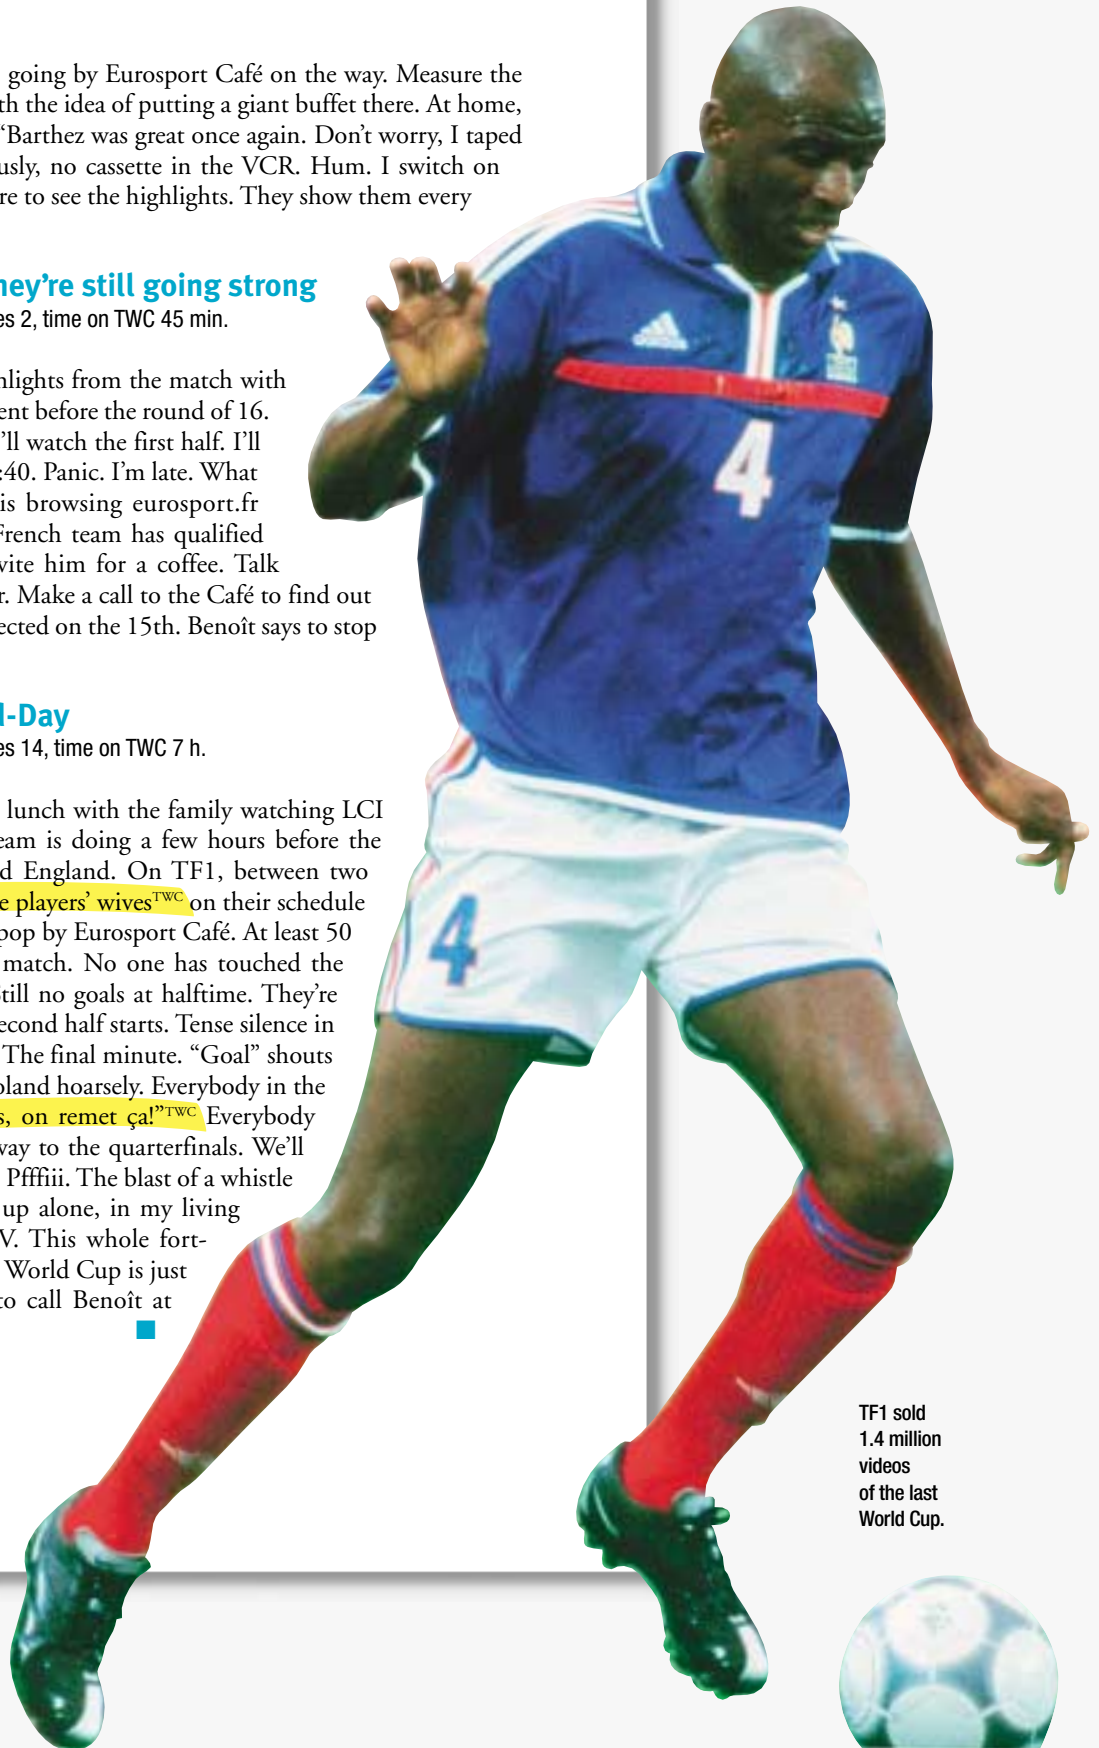 going by Eurosport Café on the way. Measure the
th the idea of putting a giant buffet there. At home,
“Barthez was great once again. Don’t worry, I taped
usly, no cassette in the VCR. Hum. I switch on
re to see the highlights. They show them every
hey’re still going strong
es 2, time on TWC 45 min.
hlights from the match with
ent before the round of 16.
’ll watch the first half. I’ll
:40. Panic. I’m late. What
is browsing eurosport.fr
French team has qualified
vite him for a coffee. Talk
r. Make a call to the Café to find out
ected on the 15th. Benoît says to stop
-Day
es 14, time on TWC 7 h.
lunch with the family watching LCI
eam is doing a few hours before the
d England. On TF1, between two
e players’ wives TWC on their schedule
pop by Eurosport Café. At least 50
match. No one has touched the
Still no goals at halftime. They’re
econd half starts. Tense silence in
The final minute. “Goal” shouts
oland hoarsely. Everybody in the
s, on remet ça!” TWC Everybody
way to the quarterfinals. We’ll
Pfffiii. The blast of a whistle
up alone, in my living
V. This whole fort-
World Cup is just
to call Benoît at
adidas
4
4
TF1 sold
1.4 million
videos
of the last
World Cup.